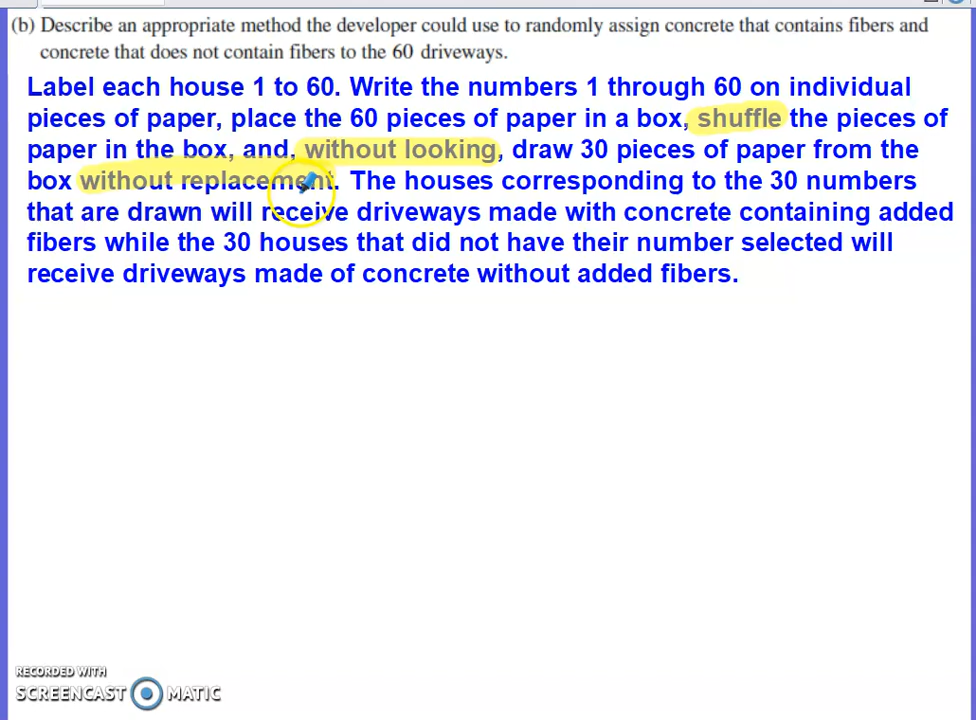 (b) Describe an appropriate method the developer could use to randomly assign concrete that contains fibers and
concrete that does not contain fibers to the 60 driveways.
Label each house 1 to 60. Write the numbers 1 through 60 on individual
pieces of paper, place the 60 pieces of paper in a box, shuffle the pieces of
paper in the box, and, without looking, draw 30 pieces of paper from the
box without replacement. The houses corresponding to the 30 numbers
that are drawn will receive driveways made with concrete containing added
fibers while the 30 houses that did not have their number selected will
receive driveways made of concrete without added fibers.
RECORDED WITH
SCREENCAST MATIC